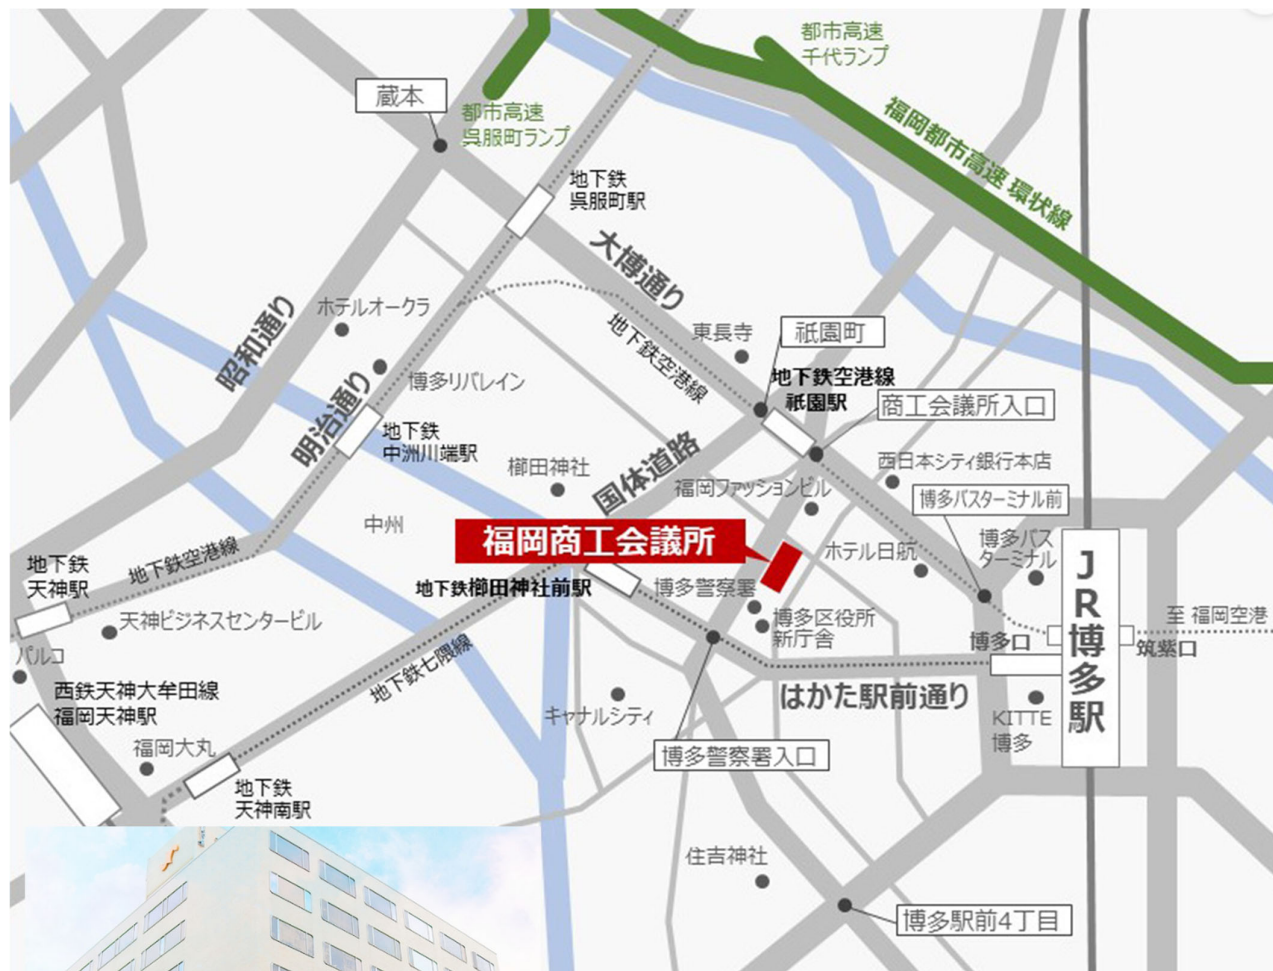 都市高速
千代ランプ
蔵本
都市高速
呉服町ランプ
福岡都市高速 環状線
地下鉄
呉服町駅
大博通り
昭和通り
ホテルオークラ
東長寺
祇園町
地下鉄空港線
地下鉄空港線
祇園駅
博多リバレイン
明治通り
商工会議所入口
地下鉄
中洲川端駅
国体道路
櫛田神社
西日本シティ銀行本店
福岡ファッションビル
博多バスターミナル前
中州
福岡商工会議所
ホテル日航
博多バス
ターミナル
JR博多駅
地下鉄空港線
地下鉄
天神駅
地下鉄櫛田神社前駅
博多警察署
博多区役所
新庁舎
至 福岡空港
天神ビジネスセンタービル
博多口
筑紫口
パルコ
地下鉄七隈線
西鉄天神大牟田線
福岡天神駅
はかた駅前通り
キャナルシティ
KITTE
博多
福岡大丸
博多警察署入口
地下鉄
天神南駅
住吉神社
博多駅前4丁目